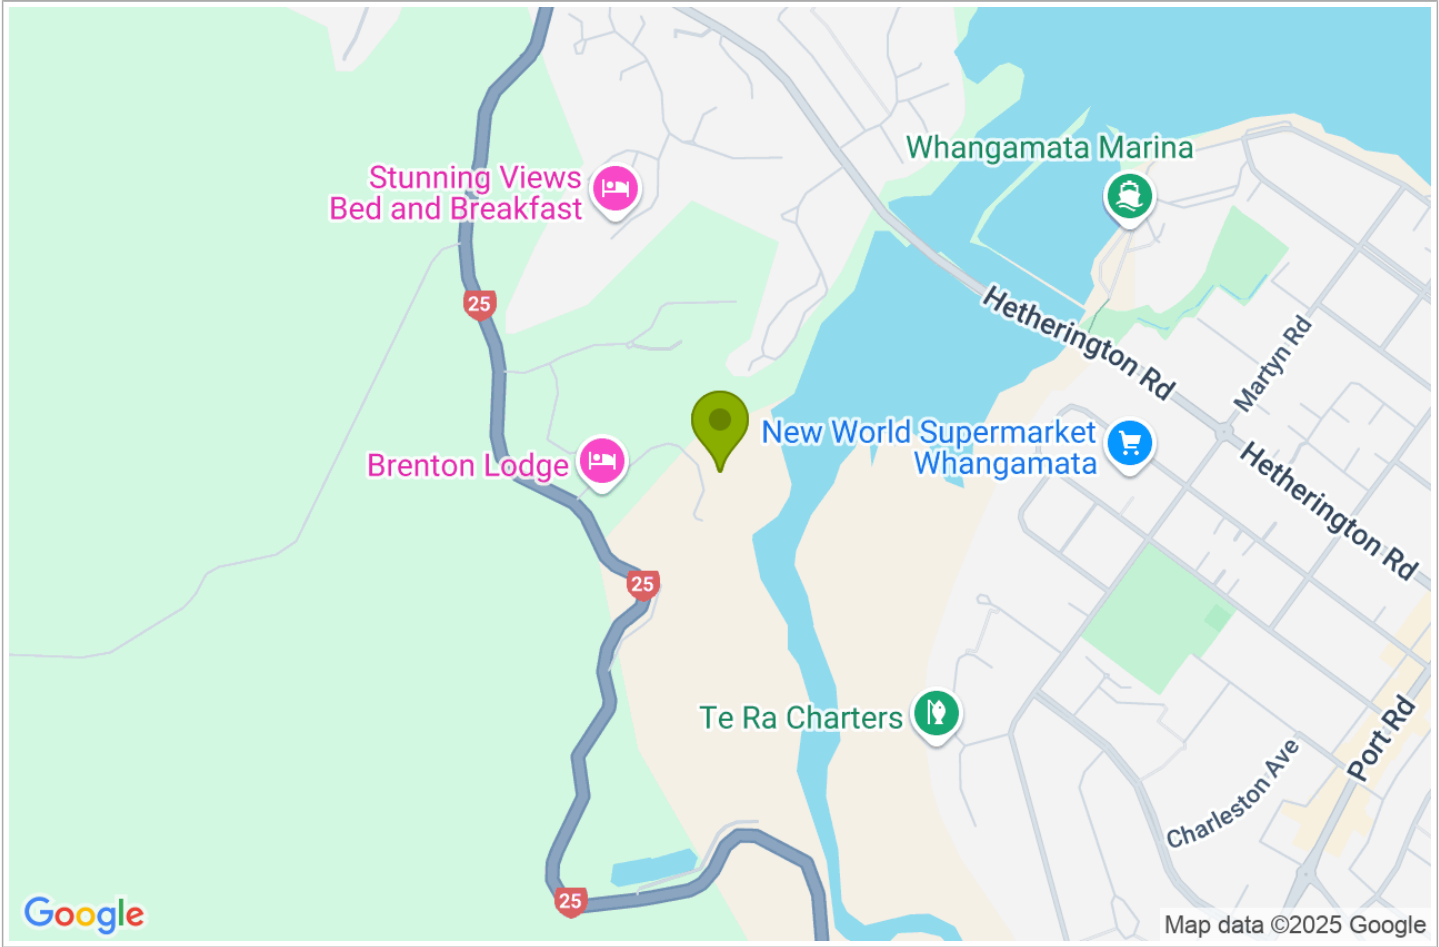 Whangamata Marina
Stunning Views
Bed and Breakfast
25
Hetherington Rd
Martyn Rd
New World Supermarket
Whangamata
Brenton Lodge
Hetherington Rd
25
Te Ra Charters
Port Rd
Charleston Ave
25
Google
Map data ©2025 Google